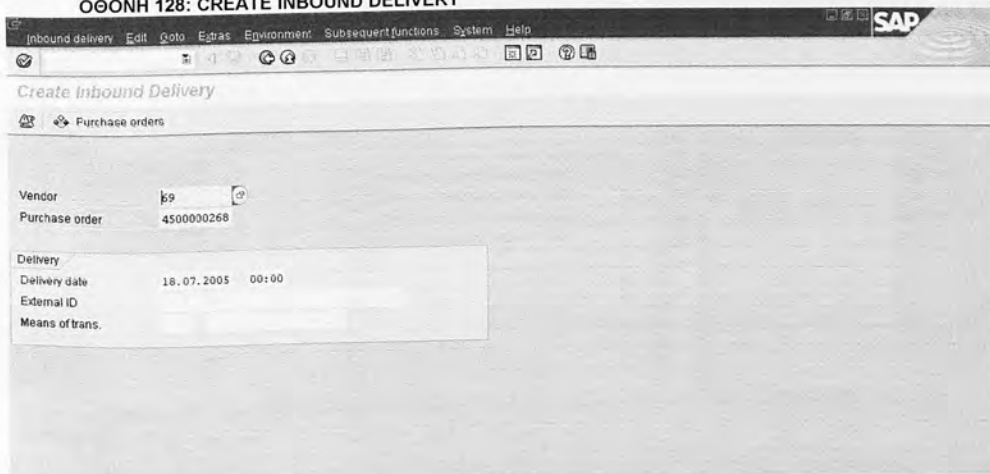 ΟΘΟΝΗ 128: CREATE INBOUND DELIVERY
Inbound delivery Edit Goto Extras Environment Subsequent functions System Help
SAP
Create Inbound Delivery
Purchase orders
Vendor 69
Purchase order 4500000268
Delivery
Delivery date 18.07.2005 00:00
External ID
Means of trans.